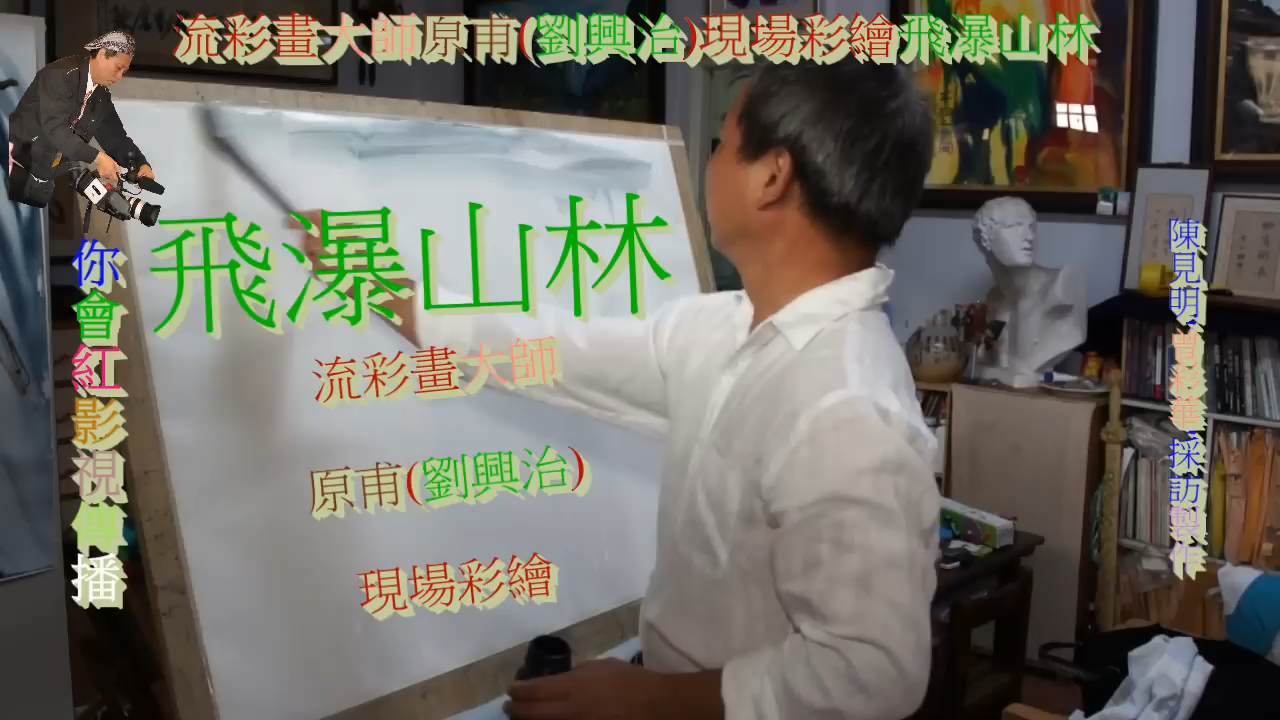 流彩畫大師原甫(劉興治)現場彩繪飛瀑山林
你會紅影視傳播
飛瀑山林
流彩畫大師
原甫(劉興治)
現場彩繪
陳見明.曾彩華.採訪製作